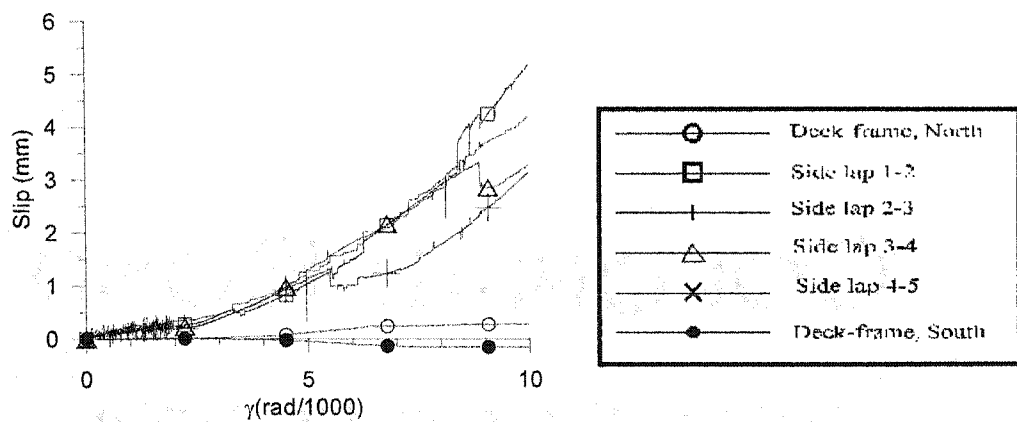 6
5
4
3
2
1
0
Slip (mm)
0
5
10
γ(rad/1000)
Deck-frame, North
Side lap 1-2
Side lap 2-3
Side lap 3-4
Side lap 4-5
Deck-frame, South